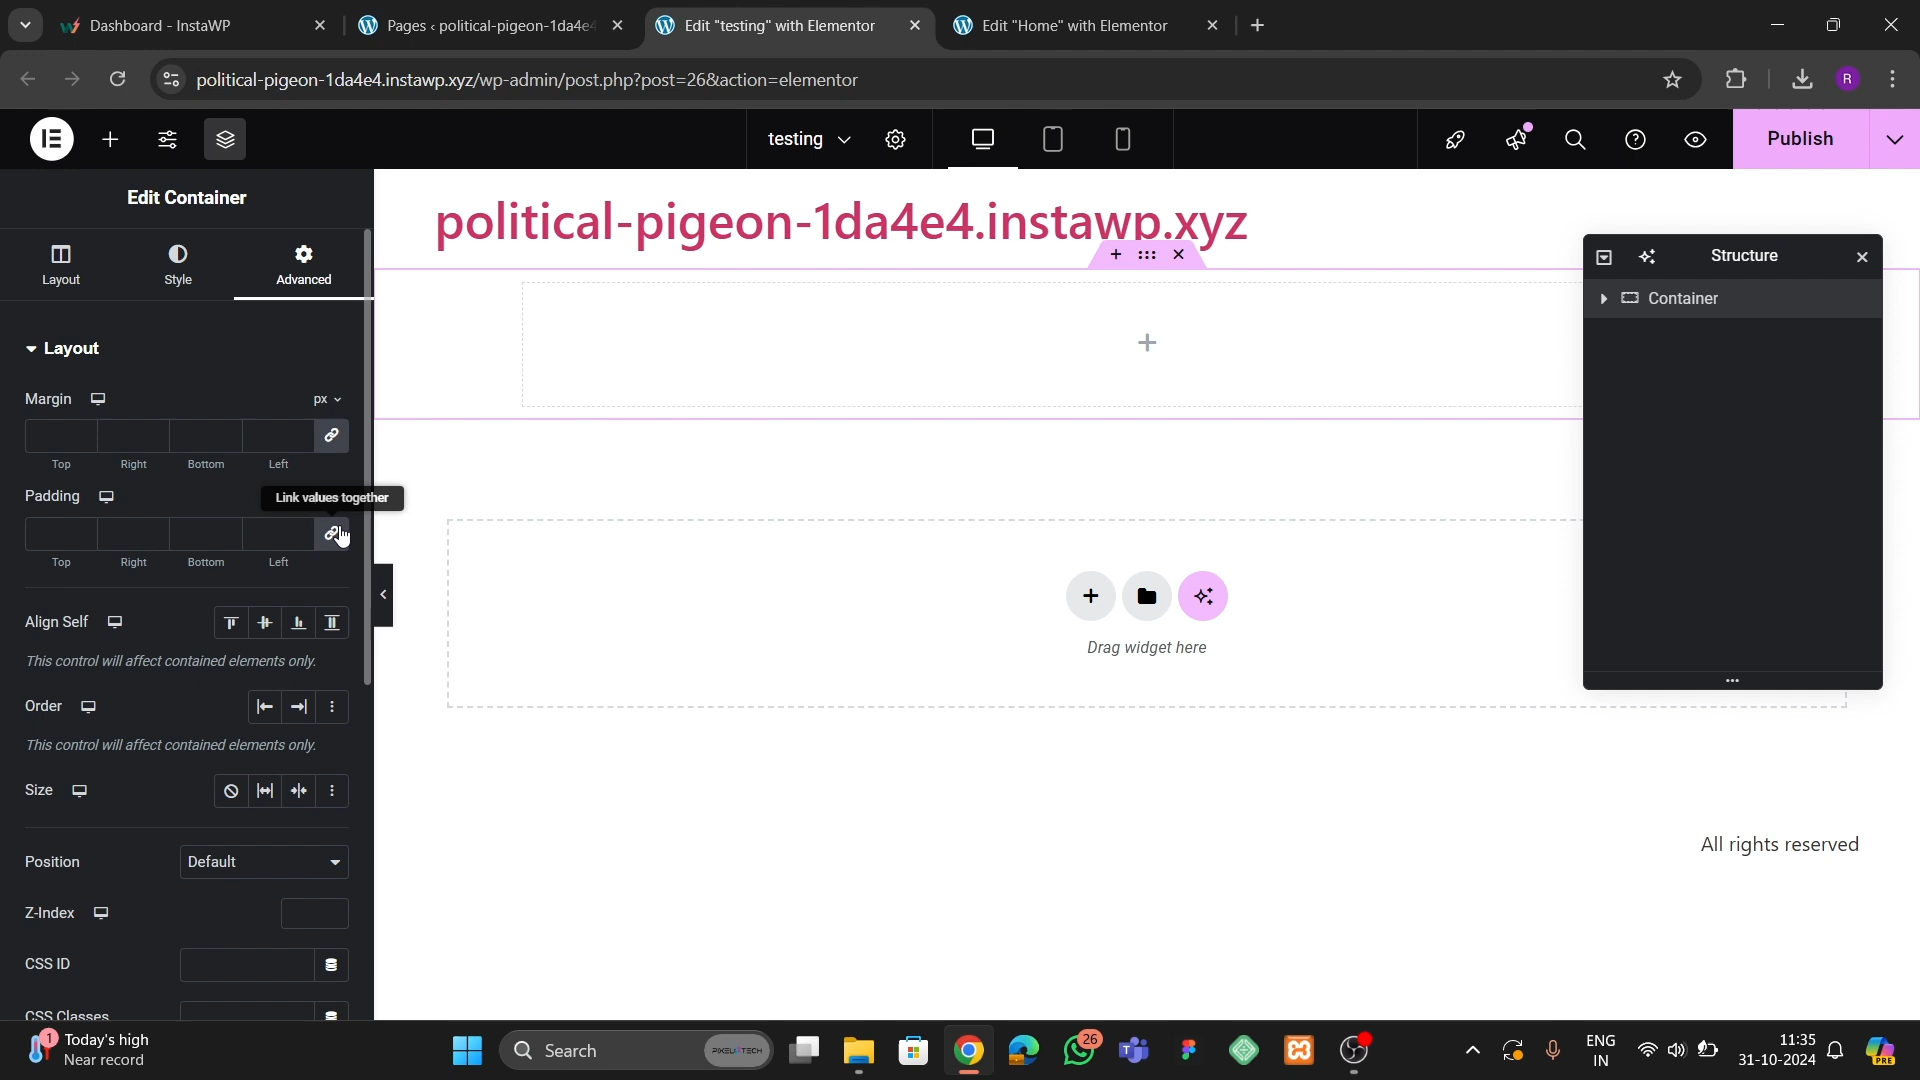 Dashboard - InstaWP
Pages ‹ political-pigeon-1da4e4
Edit "testing" with Elementor
Edit "Home" with Elementor
political-pigeon-1da4e4.instawp.xyz/wp-admin/post.php?post=26&action=elementor
R
testing
Publish
Edit Container
Layout
Style
Advanced
Layout
Margin
px
Top
Right
Bottom
Left
Padding
Link values together
Top
Right
Bottom
Left
Align Self
This control will affect contained elements only.
Order
This control will affect contained elements only.
Size
Position
Default
Z-Index
CSS ID
CSS Classes
political-pigeon-1da4e4.instawp.xyz
Structure
Container
Drag widget here
All rights reserved
1
Today's high
Near record
Search
PIXELOTECH
26
ENG
IN
11:35
31-10-2024
PRE